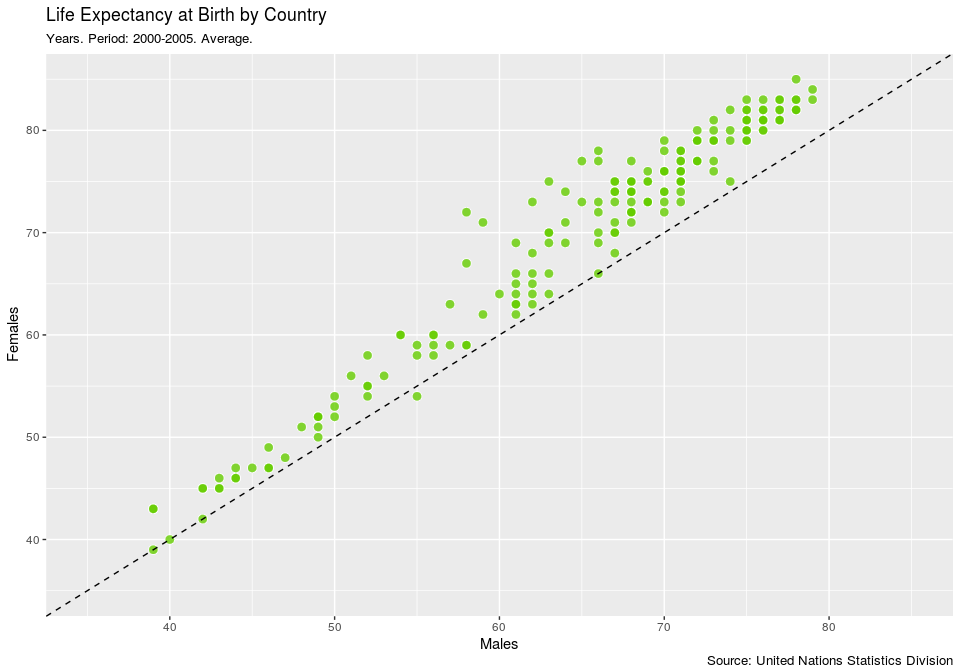 Life Expectancy at Birth by Country
Years. Period: 2000-2005. Average.
80
70
60
50
40
Females
40 50 60 70 80
Males
Source: United Nations Statistics Division